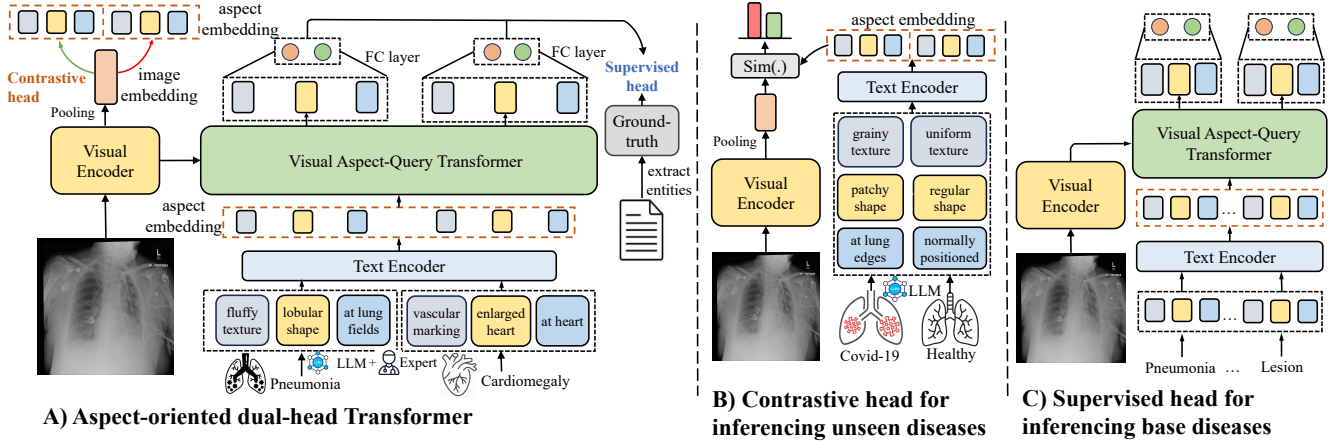 aspect
embedding
Contrastive
head
image
embedding
Pooling
Visual
Encoder
FC layer
FC layer
Supervised
head
Ground-
truth
extract
entities
Visual Aspect-Query Transformer
aspect
embedding
Text Encoder
fluffy
texture
lobular
shape
at lung
fields
vascular
marking
enlarged
heart
at heart
LLM +
Expert
Pneumonia
Cardiomegaly
A) Aspect-oriented dual-head Transformer
aspect embedding
Sim(.)
Text Encoder
Pooling
Visual
Encoder
grainy
texture
uniform
texture
patchy
shape
regular
shape
at lung
edges
normally
positioned
LLM
Covid-19
Healthy
B) Contrastive head for
inferencing unseen diseases
Visual Aspect-Query
Transformer
Visual
Encoder
...
Text Encoder
...
Pneumonia ... Lesion
C) Supervised head for
inferencing base diseases